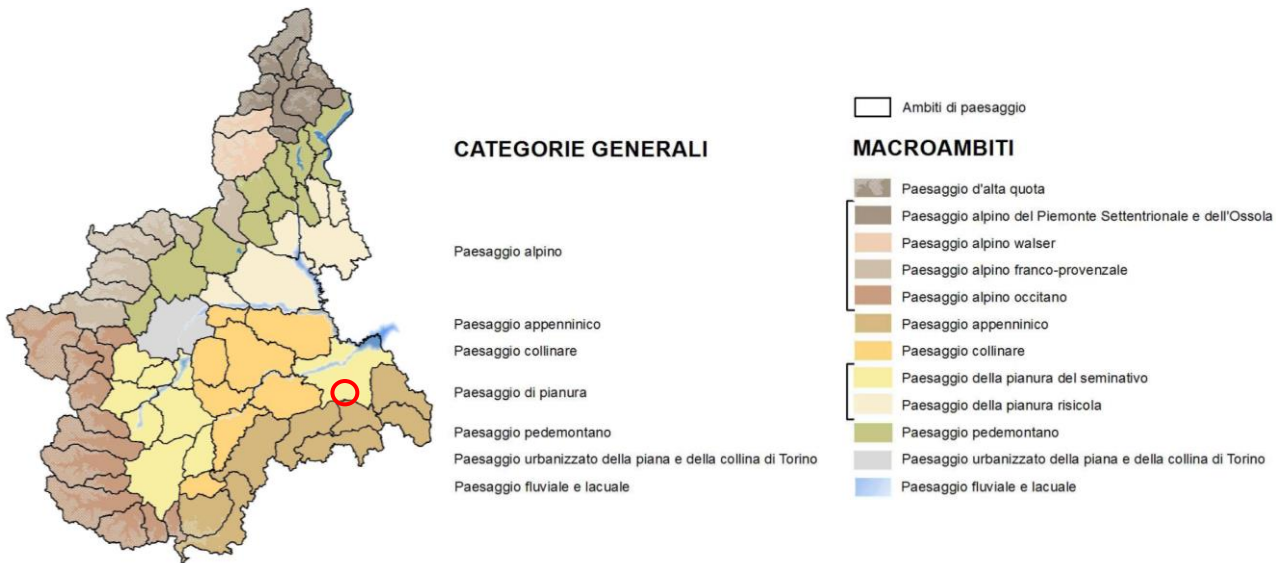 CATEGORIE GENERALI
Paesaggio alpino
Paesaggio appenninico
Paesaggio collinare
Paesaggio di pianura
Paesaggio pedemontano
Paesaggio urbanizzato della piana e della collina di Torino
Paesaggio fluviale e lacuale
Ambiti di paesaggio
MACROAMBITI
Paesaggio d'alta quota
Paesaggio alpino del Piemonte Settentrionale e dell'Ossola
Paesaggio alpino walser
Paesaggio alpino franco-provenzale
Paesaggio alpino occitano
Paesaggio appenninico
Paesaggio collinare
Paesaggio della pianura del seminativo
Paesaggio della pianura risicola
Paesaggio pedemontano
Paesaggio urbanizzato della piana e della collina di Torino
Paesaggio fluviale e lacuale